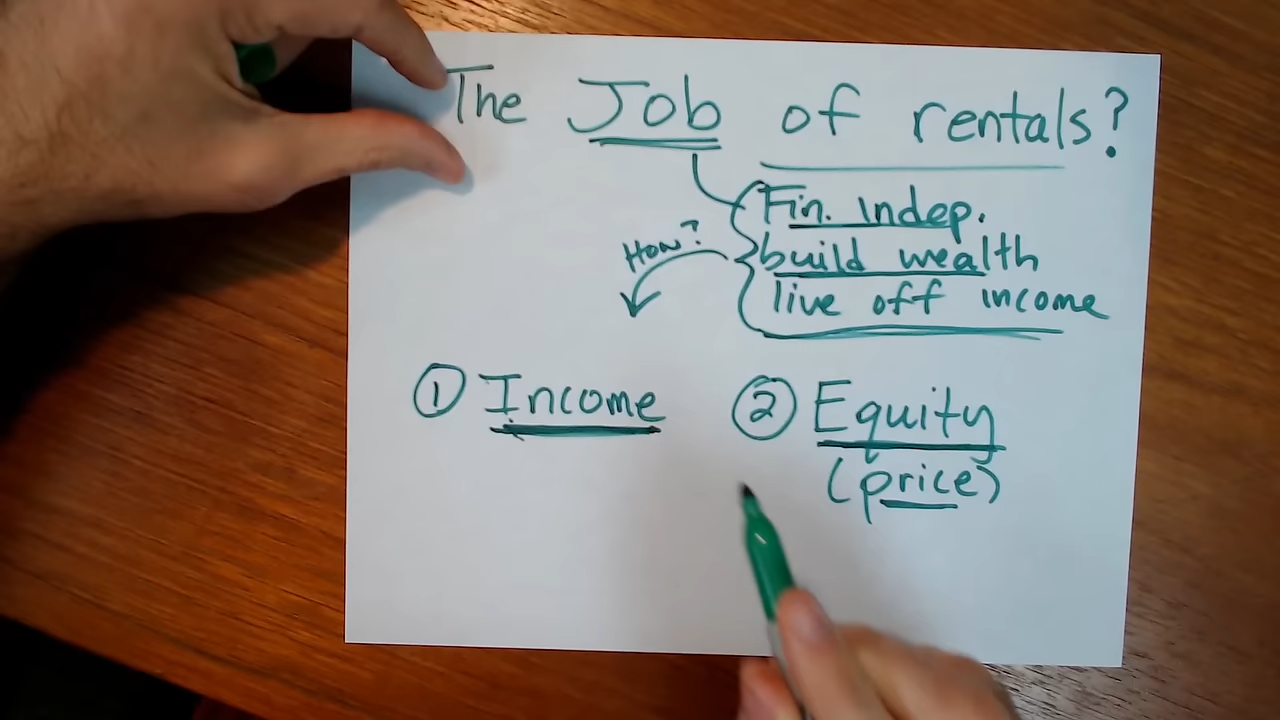 The Job of rentals?
Fin. Indep.
How?
build wealth
live off income
① Income
② Equity
(price)